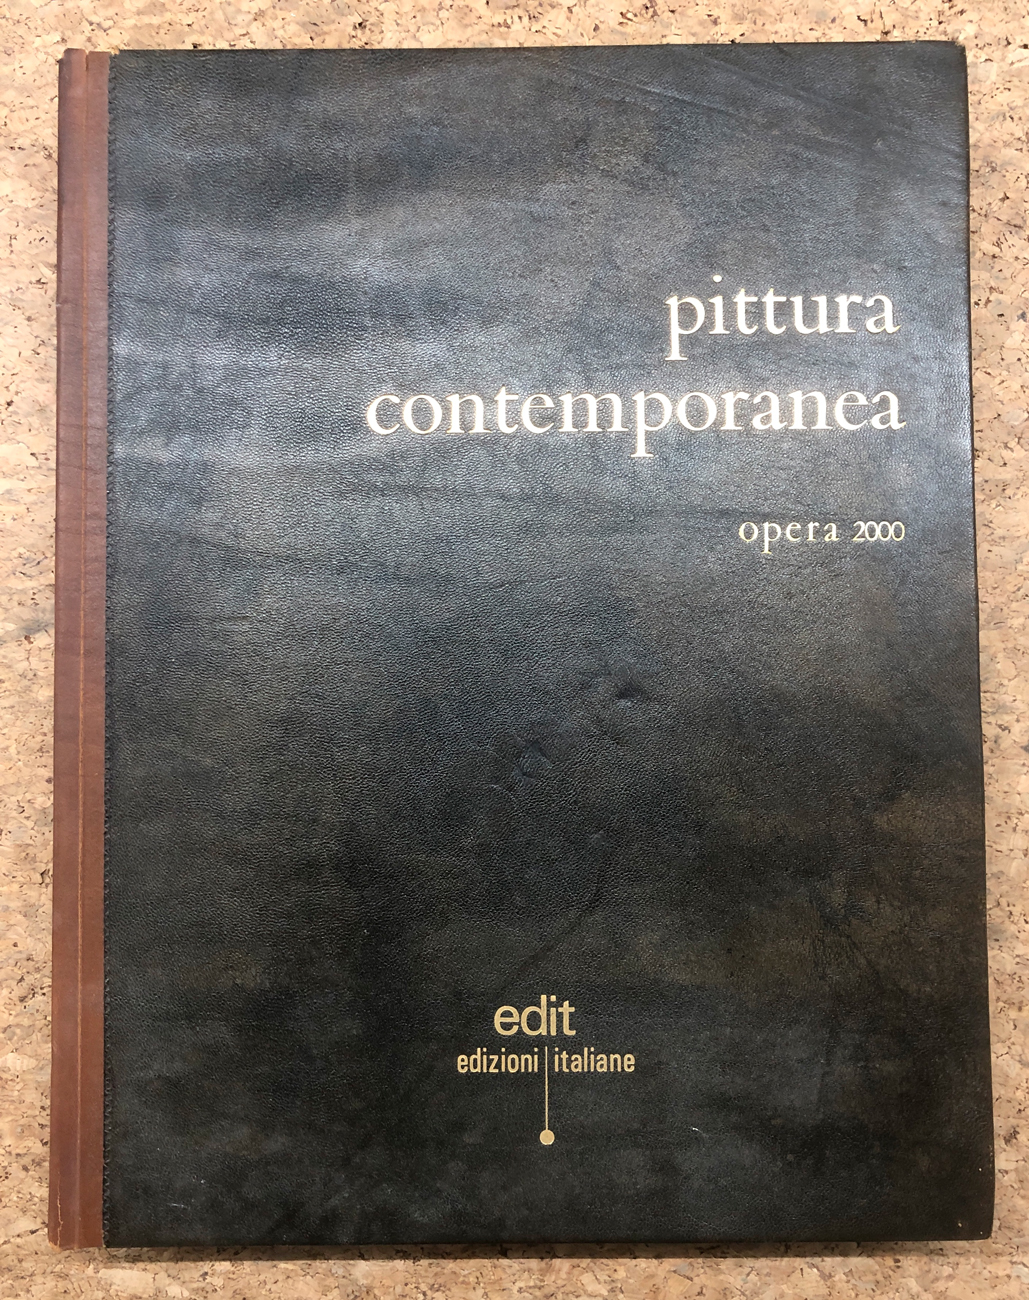 pittura
contemporanea
opera 2000
edit
edizioni italiane